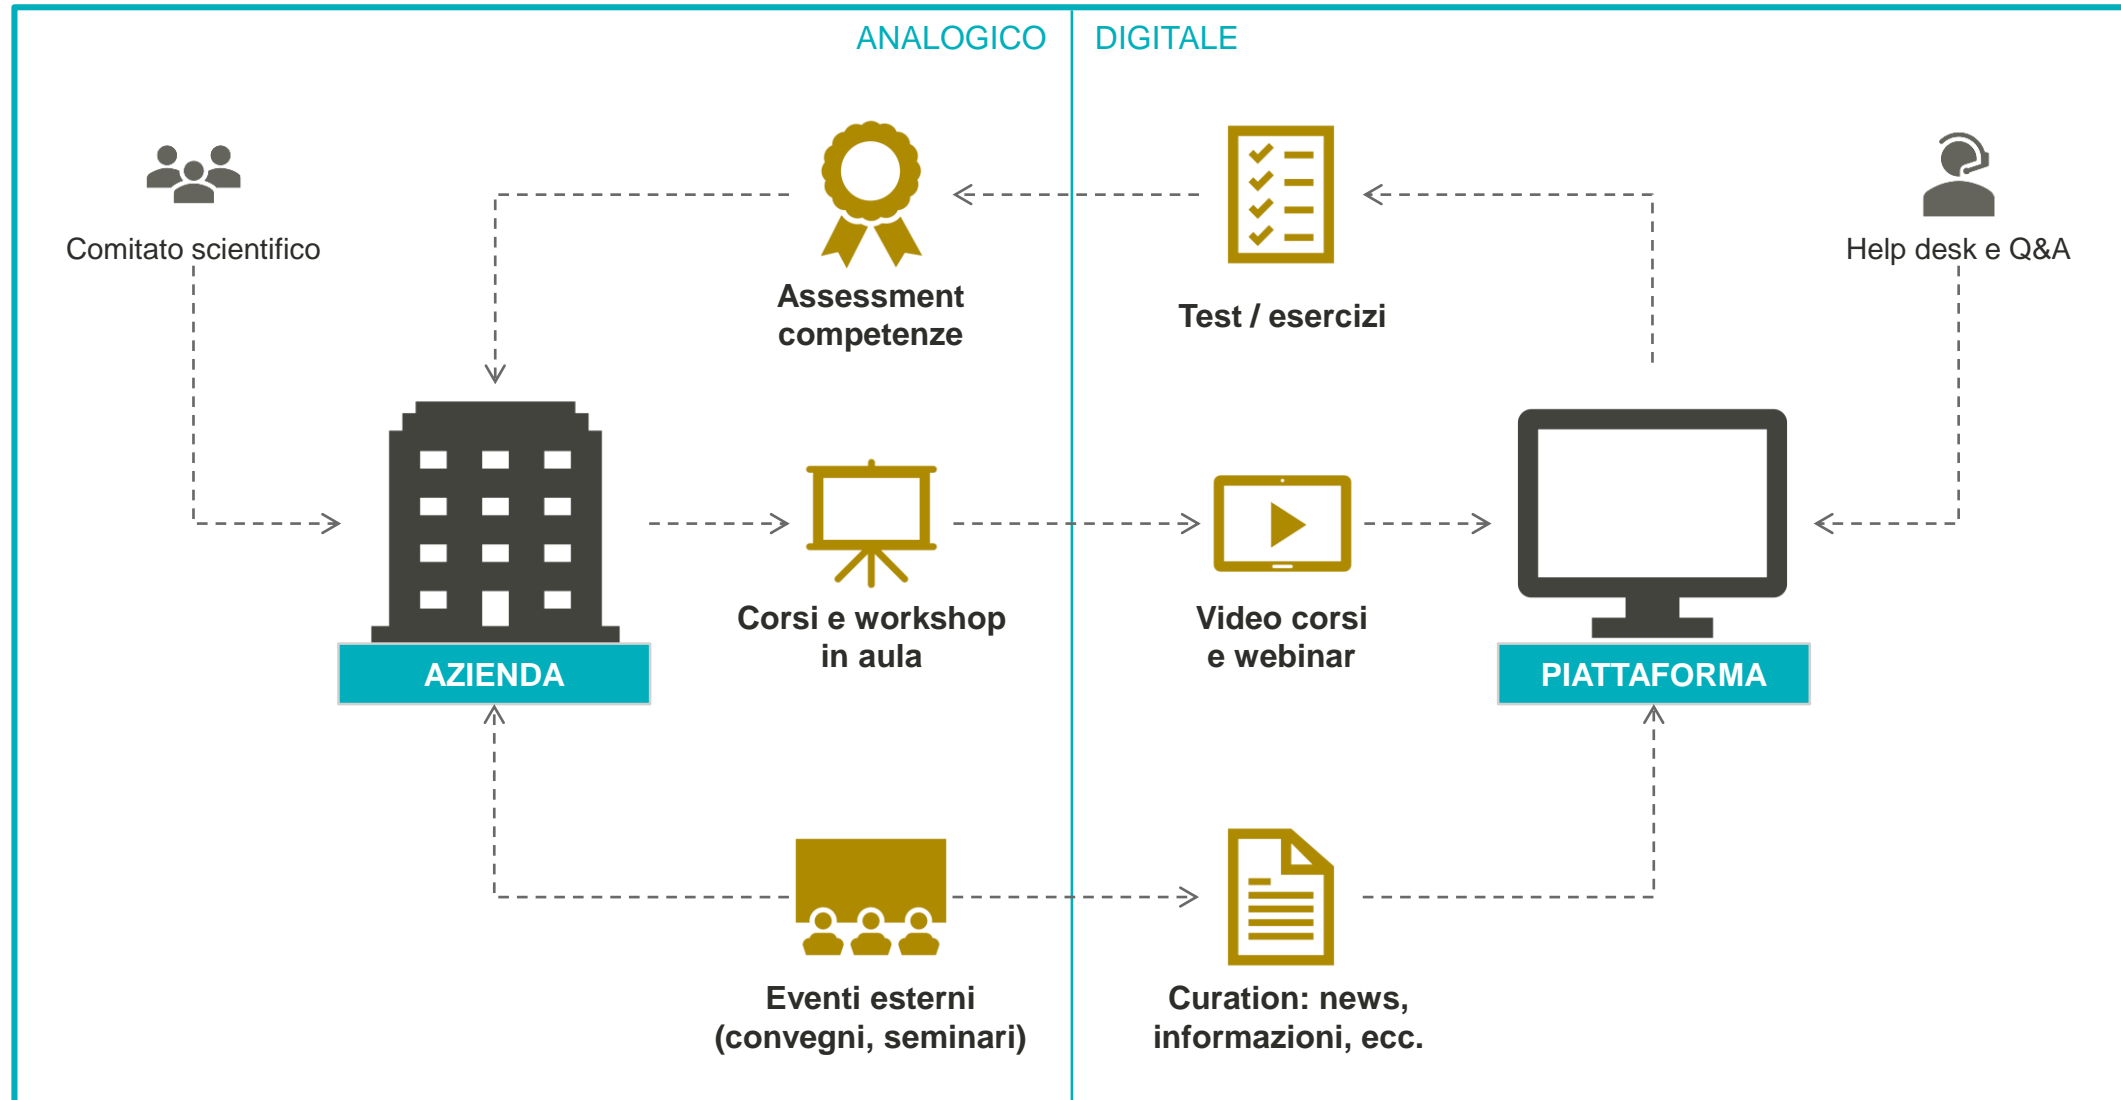 ANALOGICO
DIGITALE
Comitato scientifico
Assessment
competenze
Test / esercizi
Help desk e Q&A
AZIENDA
Corsi e workshop
in aula
Video corsi
e webinar
PIATTAFORMA
Eventi esterni
(convegni, seminari)
Curation: news,
informazioni, ecc.